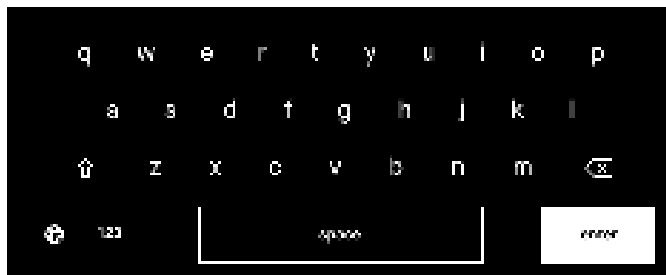 q w e r t y u i o p
a s d f g h j k l
z x c v b n m
123 space enter